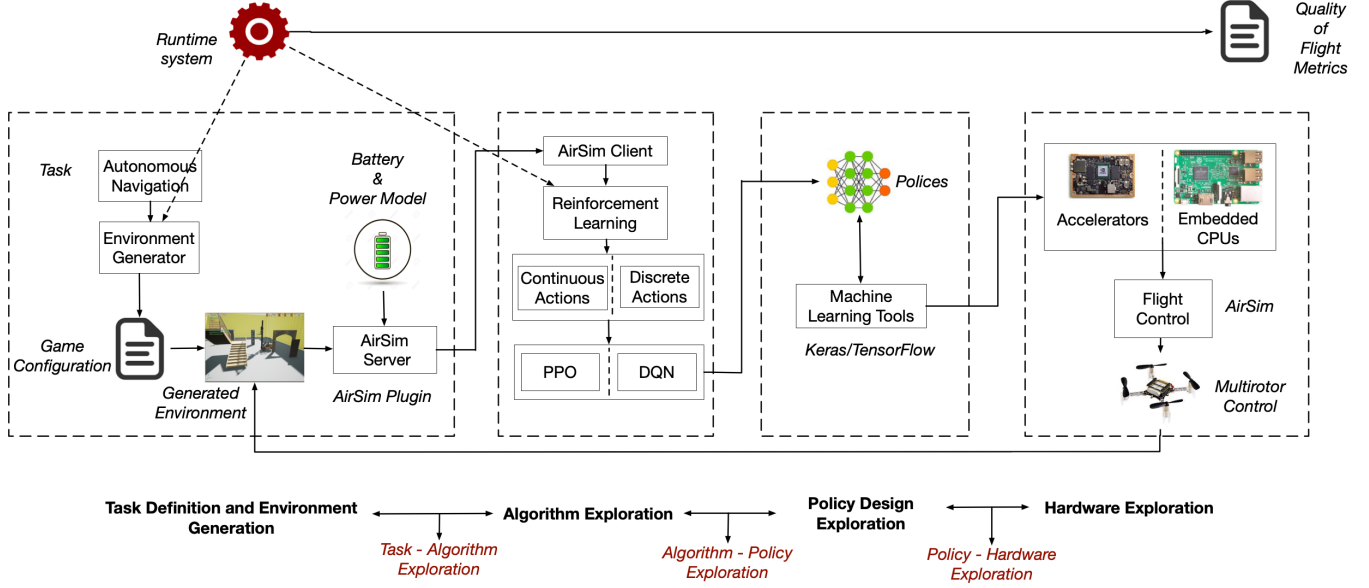 Runtime
system
Quality
of
Flight
Metrics
Task
Autonomous
Navigation
Environment
Generator
Game
Configuration
Generated
Environment
Battery
&
Power Model
AirSim
Server
AirSim Plugin
AirSim Client
Reinforcement
Learning
Continuous
Actions
Discrete
Actions
PPO
DQN
Polices
Machine
Learning Tools
Keras/TensorFlow
Accelerators
Embedded
CPUs
Flight
Control
AirSim
Multirotor
Control
Task Definition and Environment
Generation
Algorithm Exploration
Policy Design
Exploration
Hardware Exploration
Task - Algorithm
Exploration
Algorithm - Policy
Exploration
Policy - Hardware
Exploration